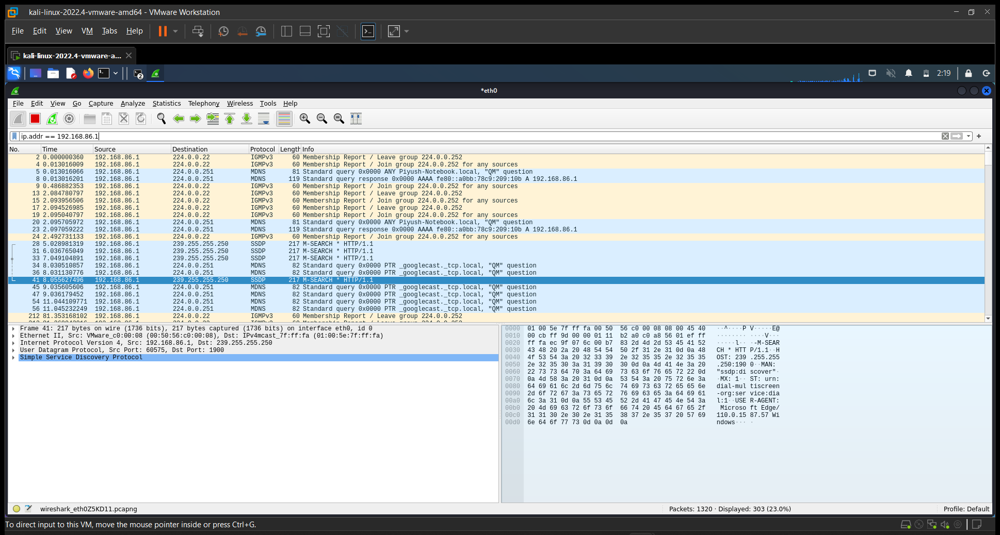 kali-linux-2022.4-vmware-amd64 - VMware Workstation
File Edit View VM Tabs Help
kali-linux-2022.4-vmware-a...
2 2:19
*eth0
File Edit View Go Capture Analyze Statistics Telephony Wireless Tools Help
ip.addr == 192.168.86.1
No. Time Source Destination Protocol Length Info
2 0.000000360 192.168.86.1 224.0.0.22 IGMPv3 60 Membership Report / Leave group 224.0.0.252
4 0.013016009 192.168.86.1 224.0.0.22 IGMPv3 60 Membership Report / Join group 224.0.0.252 for any sources
5 0.013016066 192.168.86.1 224.0.0.251 MDNS 81 Standard query 0x0000 ANY Piyush-Notebook.local, "QM" question
8 0.013016201 192.168.86.1 224.0.0.251 MDNS 119 Standard query response 0x0000 AAAA fe80::a0bb:78c9:209:10b A 192.168.86.1
9 0.486882353 192.168.86.1 224.0.0.22 IGMPv3 60 Membership Report / Join group 224.0.0.252 for any sources
13 2.084780797 192.168.86.1 224.0.0.22 IGMPv3 60 Membership Report / Leave group 224.0.0.252
15 2.093956506 192.168.86.1 224.0.0.22 IGMPv3 60 Membership Report / Join group 224.0.0.252 for any sources
17 2.094526985 192.168.86.1 224.0.0.22 IGMPv3 60 Membership Report / Leave group 224.0.0.252
19 2.095040797 192.168.86.1 224.0.0.22 IGMPv3 60 Membership Report / Join group 224.0.0.252 for any sources
20 2.095705972 192.168.86.1 224.0.0.251 MDNS 81 Standard query 0x0000 ANY Piyush-Notebook.local, "QM" question
23 2.097059222 192.168.86.1 224.0.0.251 MDNS 119 Standard query response 0x0000 AAAA fe80::a0bb:78c9:209:10b A 192.168.86.1
24 2.492731133 192.168.86.1 224.0.0.22 IGMPv3 60 Membership Report / Join group 224.0.0.252 for any sources
28 5.028981319 192.168.86.1 239.255.255.250 SSDP 217 M-SEARCH * HTTP/1.1
31 6.036765049 192.168.86.1 239.255.255.250 SSDP 217 M-SEARCH * HTTP/1.1
33 7.049104891 192.168.86.1 239.255.255.250 SSDP 217 M-SEARCH * HTTP/1.1
34 8.030510857 192.168.86.1 224.0.0.251 MDNS 82 Standard query 0x0000 PTR _googlecast._tcp.local, "QM" question
36 8.031130776 192.168.86.1 224.0.0.251 MDNS 82 Standard query 0x0000 PTR _googlecast._tcp.local, "QM" question
41 8.055627496 192.168.86.1 239.255.255.250 SSDP 217 M-SEARCH * HTTP/1.1
45 9.035605606 192.168.86.1 224.0.0.251 MDNS 82 Standard query 0x0000 PTR _googlecast._tcp.local, "QM" question
47 9.036179452 192.168.86.1 224.0.0.251 MDNS 82 Standard query 0x0000 PTR _googlecast._tcp.local, "QM" question
54 11.044109771 192.168.86.1 224.0.0.251 MDNS 82 Standard query 0x0000 PTR _googlecast._tcp.local, "QM" question
56 11.045232249 192.168.86.1 224.0.0.251 MDNS 82 Standard query 0x0000 PTR _googlecast._tcp.local, "QM" question
212 81.353168102 192.168.86.1 224.0.0.22 IGMPv3 60 Membership Report / Leave group 224.0.0.252
Frame 41: 217 bytes on wire (1736 bits), 217 bytes captured (1736 bits) on interface eth0, id 0
Ethernet II, Src: VMware_c0:00:08 (00:50:56:c0:00:08), Dst: IPv4mcast_7f:ff:fa (01:00:5e:7f:ff:fa)
Internet Protocol Version 4, Src: 192.168.86.1, Dst: 239.255.255.250
User Datagram Protocol, Src Port: 60575, Dst Port: 1900
Simple Service Discovery Protocol
0000 01 00 5e 7f ff fa 00 50 56 c0 00 08 08 00 45 40 ··^····P V·····E@
0010 00 cb ff 9d 00 00 01 11 b2 a0 c0 a8 56 01 ef ff ········ ····V···
0020 ff fa ec 9f 07 6c 00 b7 83 2d 4d 2d 53 45 41 52 ·····l·· ·-M-SEAR
0030 43 48 20 2a 20 48 54 54 50 2f 31 2e 31 0d 0a 48 CH * HTT P/1.1··H
0040 4f 53 54 3a 20 32 33 39 2e 32 35 35 2e 32 35 35 OST: 239 .255.255
0050 2e 32 35 30 3a 31 39 30 30 0d 0a 4d 41 4e 3a 20 .250:190 0··MAN:
0060 22 73 73 64 70 3a 64 69 73 63 6f 76 65 72 22 0d "ssdp:di scover"·
0070 0a 4d 58 3a 20 31 0d 0a 53 54 3a 20 75 72 6e 3a ·MX: 1·· ST: urn:
0080 64 69 61 6c 2d 6d 75 6c 74 69 73 63 72 65 65 6e dial-mul tiscreen
0090 2d 6f 72 67 3a 73 65 72 76 69 63 65 3a 64 69 61 -org:ser vice:dia
00a0 6c 3a 31 0d 0a 55 53 45 52 2d 41 47 45 4e 54 3a l:1··USE R-AGENT:
00b0 20 4d 69 63 72 6f 73 6f 66 74 20 45 64 67 65 2f Microso ft Edge/
00c0 31 31 30 2e 30 2e 31 35 38 37 2e 35 37 20 57 69 110.0.15 87.57 Wi
00d0 6e 64 6f 77 73 0d 0a 0d 0a ndows··· ·
wireshark_eth0Z5KD11.pcapng Packets: 1320 · Displayed: 303 (23.0%) Profile: Default
To direct input to this VM, move the mouse pointer inside or press Ctrl+G.